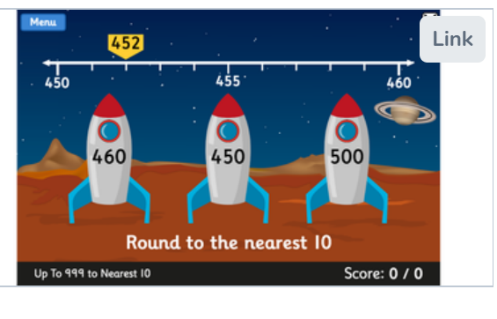 Menu
Link
452
450 455 460
460 450 500
Round to the nearest 10
Up To 999 to Nearest 10 Score: 0 / 0